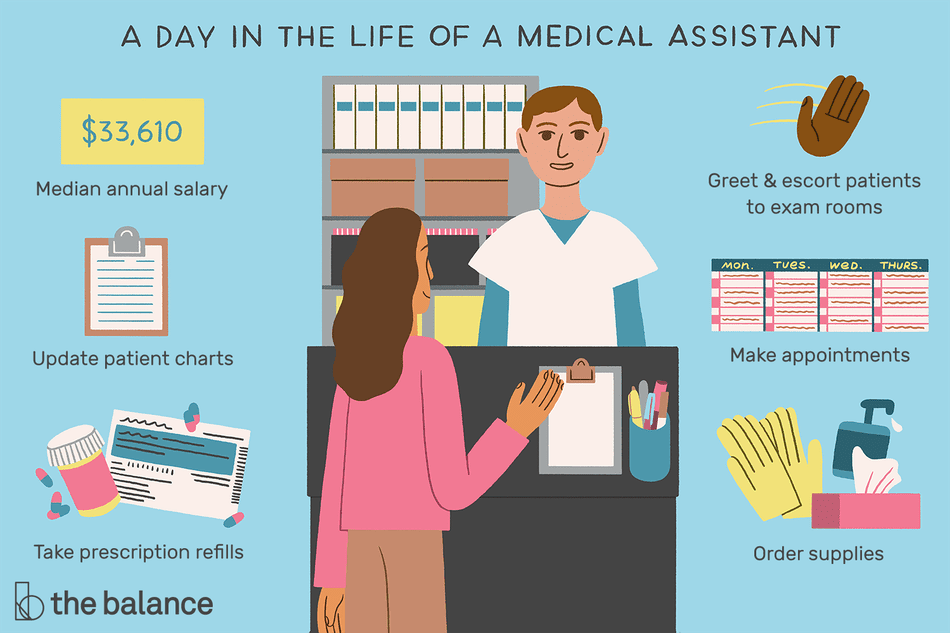 A DAY IN THE LIFE OF A MEDICAL ASSISTANT
$33,610
Median annual salary
Update patient charts
Take prescription refills
Greet & escort patients
to exam rooms
MON. TUES. WED. THURS.
Make appointments
Order supplies
the balance